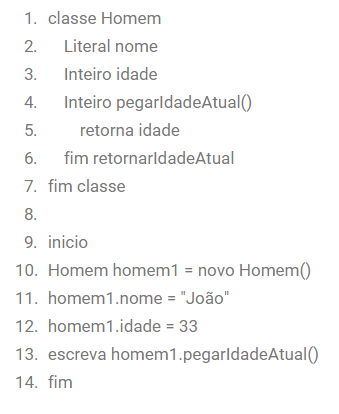 1. classe Homem
2. Literal nome
3. Inteiro idade
4. Inteiro pegarIdadeAtual()
5. retorna idade
6. fim retornarIdadeAtual
7. fim classe
8.
9. inicio
10. Homem homem1 = novo Homem()
11. homem1.nome = "João"
12. homem1.idade = 33
13. escreva homem1.pegarIdadeAtual()
14. fim